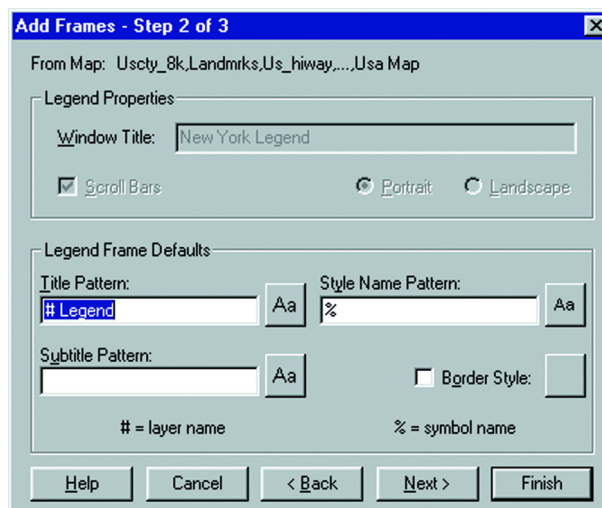 Add Frames - Step 2 of 3
From Map: Uscty_8k,Landmrks,Us_hiway,...,Usa Map
Legend Properties
Window Title: New York Legend
Scroll Bars Portrait Landscape
Legend Frame Defaults
Title Pattern: Style Name Pattern:
# Legend Aa % Aa
Subtitle Pattern:
Aa Border Style:
# = layer name % = symbol name
Help Cancel < Back Next > Finish